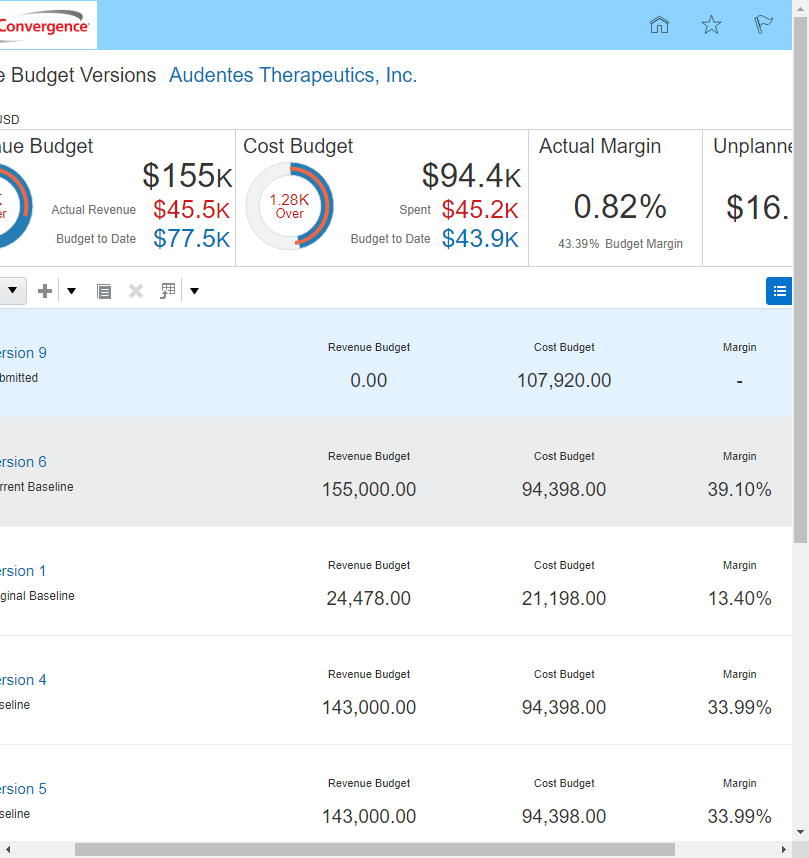 Convergence
e Budget Versions Audentes Therapeutics, Inc.
USD
ue Budget
$155K
Actual Revenue $45.5K
Budget to Date $77.5K
K
er
Cost Budget
$94.4K
1.28K
Over
Spent $45.2K
Budget to Date $43.9K
Actual Margin
0.82%
43.39% Budget Margin
Unplanne
$16.
ersion 9
bmitted
Revenue Budget Cost Budget Margin
0.00 107,920.00 -
ersion 6
rrent Baseline
Revenue Budget Cost Budget Margin
155,000.00 94,398.00 39.10%
ersion 1
ginal Baseline
Revenue Budget Cost Budget Margin
24,478.00 21,198.00 13.40%
ersion 4
seline
Revenue Budget Cost Budget Margin
143,000.00 94,398.00 33.99%
ersion 5
seline
Revenue Budget Cost Budget Margin
143,000.00 94,398.00 33.99%